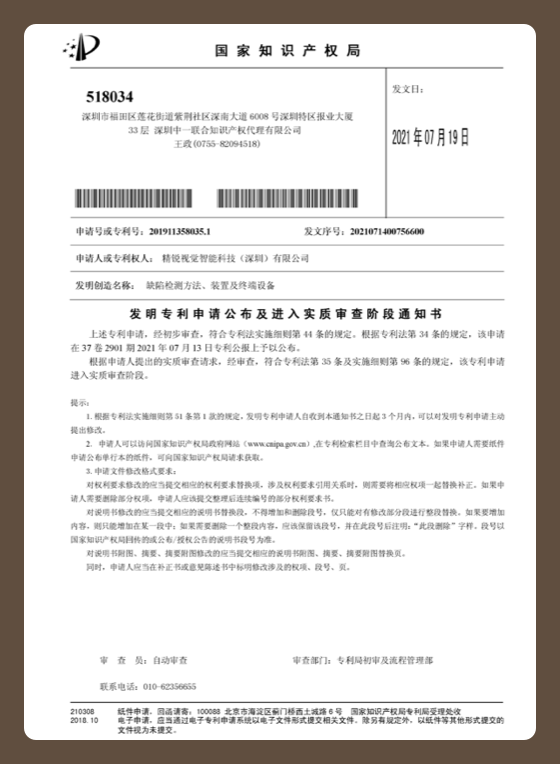 国家知识产权局
518034
发文日：
深圳市福田区莲花街道紫荆社区深南大道 6008 号深圳特区报业大厦
33 层 深圳中一联合知识产权代理有限公司
王政(0755-82094518)
2021 年 07 月 19 日
申请号或专利号：201911358035.1
发文序号：2021071400756600
申请人或专利权人：精锐视觉智能科技（深圳）有限公司
发明创造名称：缺陷检测方法、装置及终端设备
发明专利申请公布及进入实质审查阶段通知书
上述专利申请，经初步审查，符合专利法实施细则第 44 条的规定。根据专利法第 34 条的规定，该申请
在 37 卷 2901 期 2021 年 07 月 13 日专利公报上予以公布。
根据申请人提出的实质审查请求，经审查，符合专利法第 35 条及实施细则第 96 条的规定，该专利申请
进入实质审查阶段。
提示：
1. 根据专利法实施细则第 51 条第 1 款的规定，发明专利申请人自收到本通知书之日起 3 个月内，可以对发明专利申请主动
提出修改。
2. 申请人可以访问国家知识产权局政府网站（www.cnipa.gov.cn）,在专利检索栏目中查询公布文本。如果申请人需要纸件
申请公布单行本的纸件，可向国家知识产权局请求获取。
3. 申请文件修改格式要求：
对权利要求修改的应当提交相应的权利要求替换项，涉及权利要求引用关系时，则需要将相应权项一起替换补正。如果申
请人需要删除部分权项，申请人应该提交整理后连续编号的部分权利要求书。
对说明书修改的应当提交相应的说明书替换段，不得增加和删除段号，仅只能对有修改部分段进行整段替换。如果要增加
内容，则只能增加在某一段中；如果需要删除一个整段内容，应该保留该段号，并在此段号后注明：“此段删除”字样。段号以
国家知识产权局回传的或公布/授权公告的说明书段号为准。
对说明书附图、摘要、摘要附图修改的应当提交相应的说明书附图、摘要、摘要附图替换页。
同时，申请人应当在补正书或意见陈述书中标明修改涉及的权项、段号、页。
审 查 员：自动审查
审查部门：专利局初审及流程管理部
联系电话：010-62356655
210308 纸件申请，回函请寄：100088 北京市海淀区蓟门桥西土城路 6 号 国家知识产权局专利局受理处收
2018.10 电子申请，应当通过电子专利申请系统以电子文件形式提交相关文件。除另有规定外，以纸件等其他形式提交的
文件视为未提交。